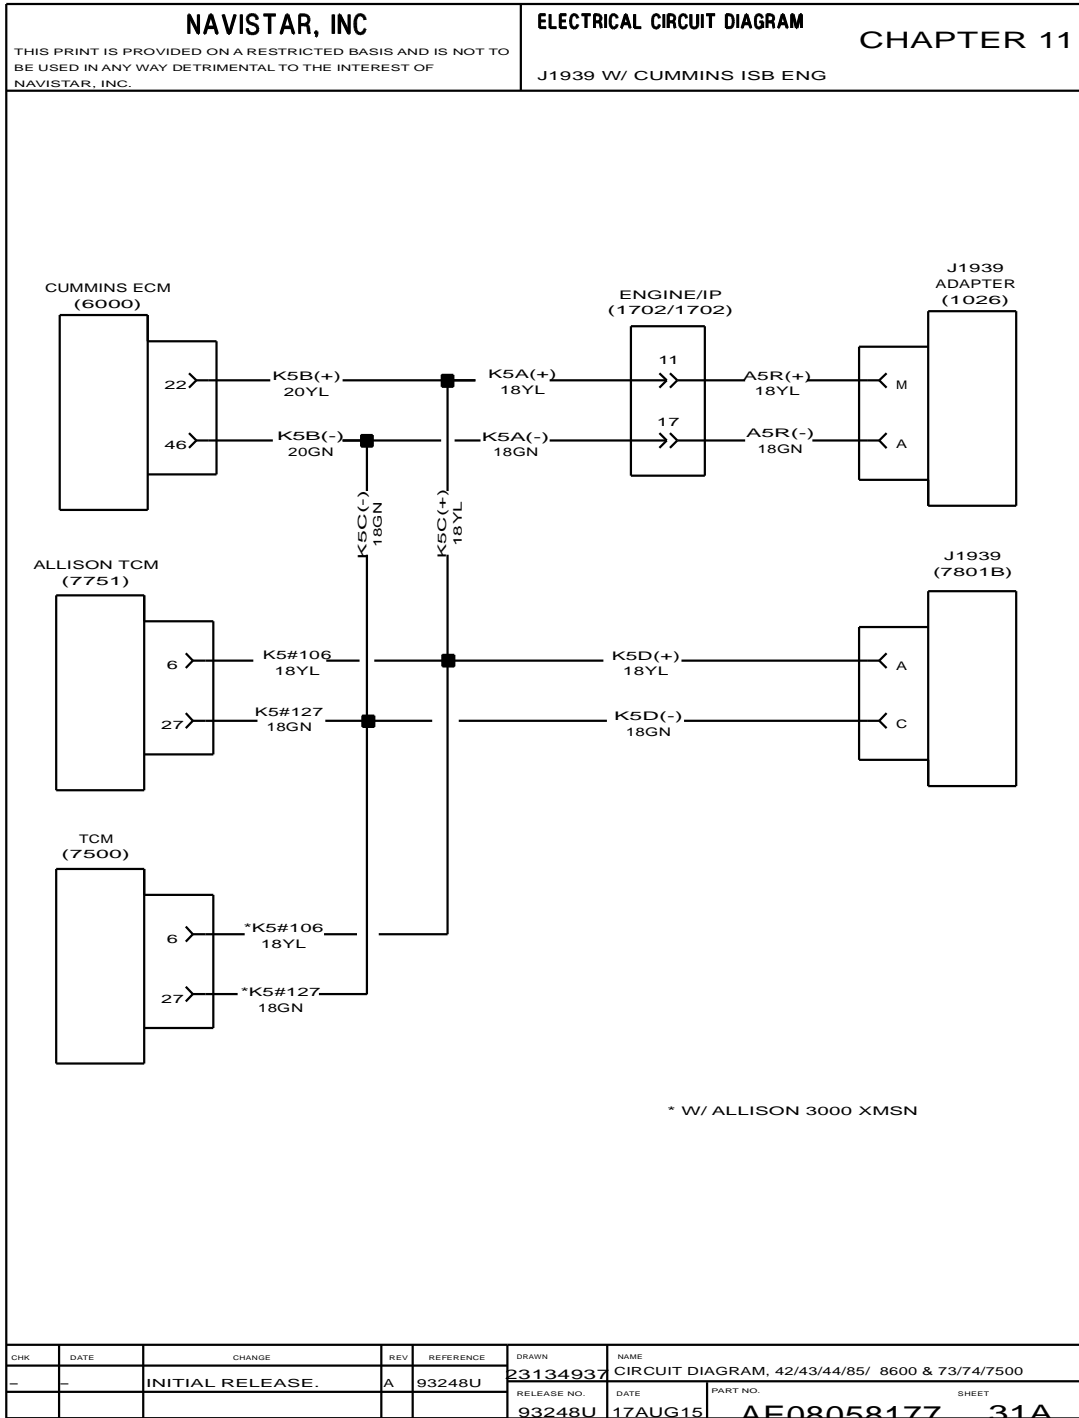 NAVISTAR, INC
THIS PRINT IS PROVIDED ON A RESTRICTED BASIS AND IS NOT TO
BE USED IN ANY WAY DETRIMENTAL TO THE INTEREST OF
NAVISTAR, INC.
ELECTRICAL CIRCUIT DIAGRAM
CHAPTER 11
J1939 W/ CUMMINS ISB ENG
CUMMINS ECM
(6000)
22
46
K5B(+)
20YL
K5B(-)
20GN
K5A(+)
18YL
K5A(-)
18GN
ENGINE/IP
(1702/1702)
11
17
A5R(+)
18YL
A5R(-)
18GN
J1939
ADAPTER
(1026)
M
A
K5C(-)
18GN
K5C(+)
18YL
ALLISON TCM
(7751)
6
27
K5#106
18YL
K5#127
18GN
K5D(+)
18YL
K5D(-)
18GN
J1939
(7801B)
A
C
TCM
(7500)
6
27
*K5#106
18YL
*K5#127
18GN
* W/ ALLISON 3000 XMSN
CHK DATE CHANGE REV REFERENCE
– – INITIAL RELEASE. A 93248U
DRAWN
23134937
NAME
CIRCUIT DIAGRAM, 42/43/44/85/ 8600 & 73/74/7500
RELEASE NO.
93248U
DATE
17AUG15
PART NO.
AE08058177
SHEET
31A